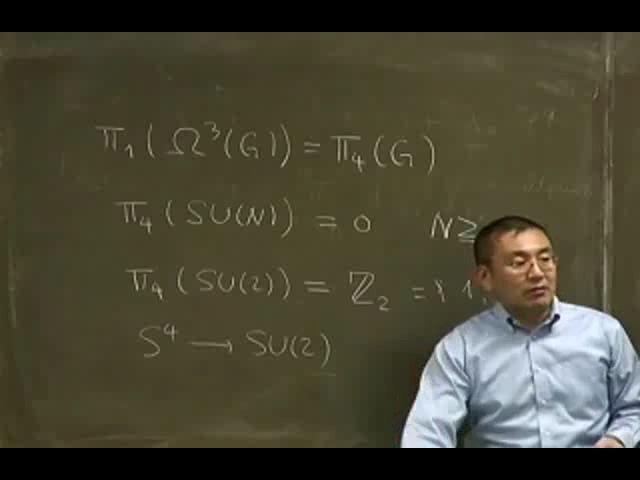 π₁(Ω³(G)) = π₄(G)
π₄(SU(N)) = 0 N≥
π₄(SU(2)) = ℤ₂ = { 1,
S⁴ → SU(2)